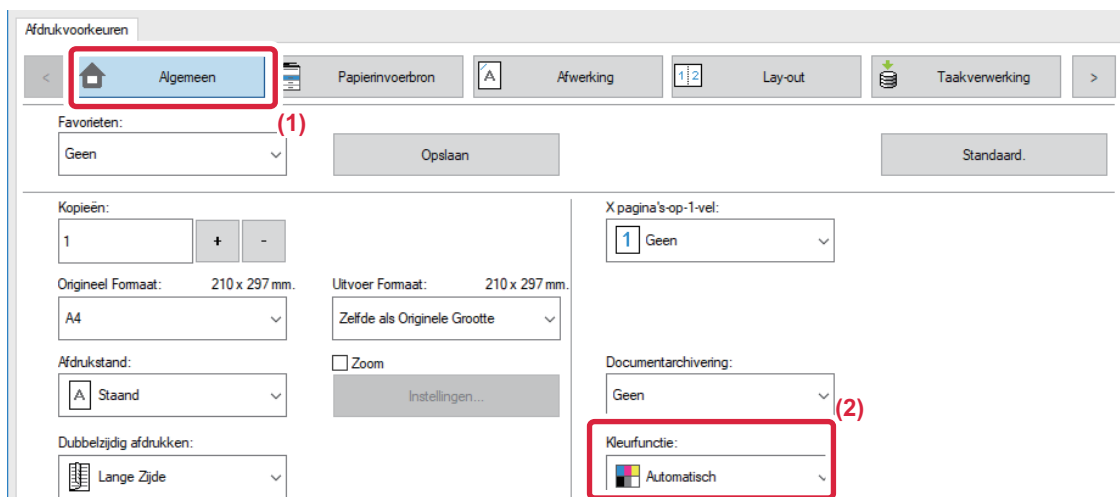 Afdrukvoorkeuren
< Algemeen Papierinvoerbron A Afwerking 1 2 Lay-out Taakverwerking >
(1)
Favorieten:
Geen Opslaan Standaard.
Kopieën: X pagina's-op-1-vel:
1 + - 1 Geen
Origineel Formaat: 210 x 297 mm. Uitvoer Formaat: 210 x 297 mm.
A4 Zelfde als Originele Grootte
Afdrukstand: Zoom Documentarchivering:
A Staand Instellingen... Geen
(2)
Dubbelzijdig afdrukken: Kleurfunctie:
Lange Zijde Automatisch